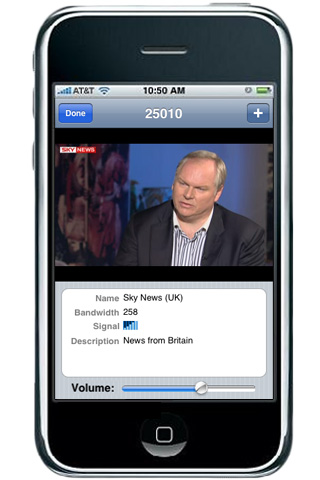 AT&T 10:50 AM
Done 25010 +
SKY NEWS
Name Sky News (UK)
Bandwidth 258
Signal
Description News from Britain
Volume: